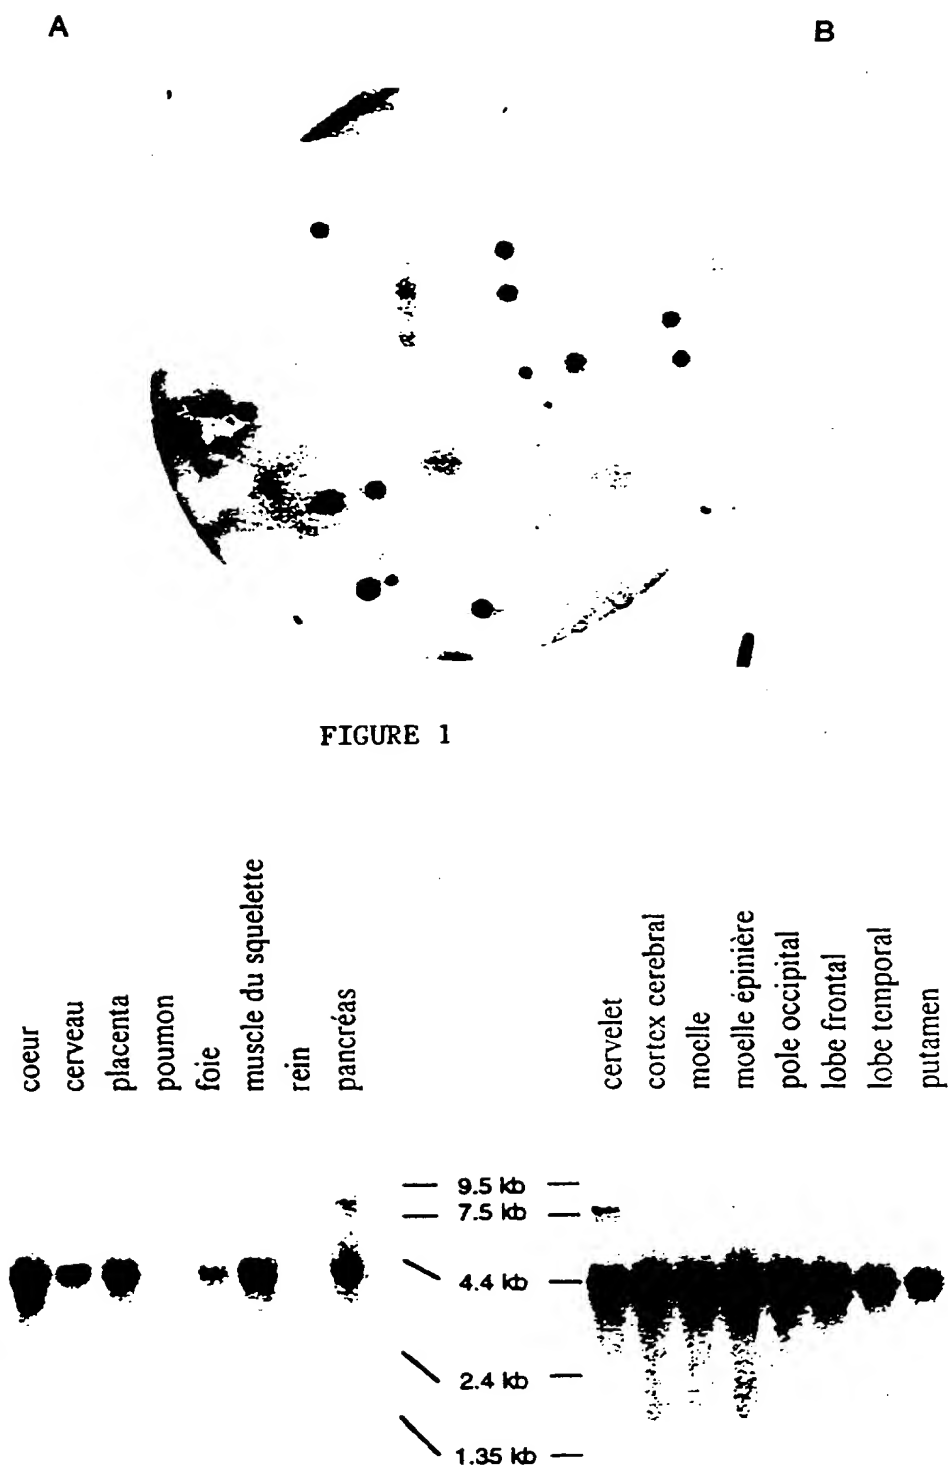 A
B
FIGURE 1
coeur
cerveau
placenta
poumon
foie
muscle du squelette
rein
pancréas
cervelet
cortex cerebral
moelle
moelle épinière
pole occipital
lobe frontal
lobe temporal
putamen
9.5 kb
7.5 kb
4.4 kb
2.4 kb
1.35 kb